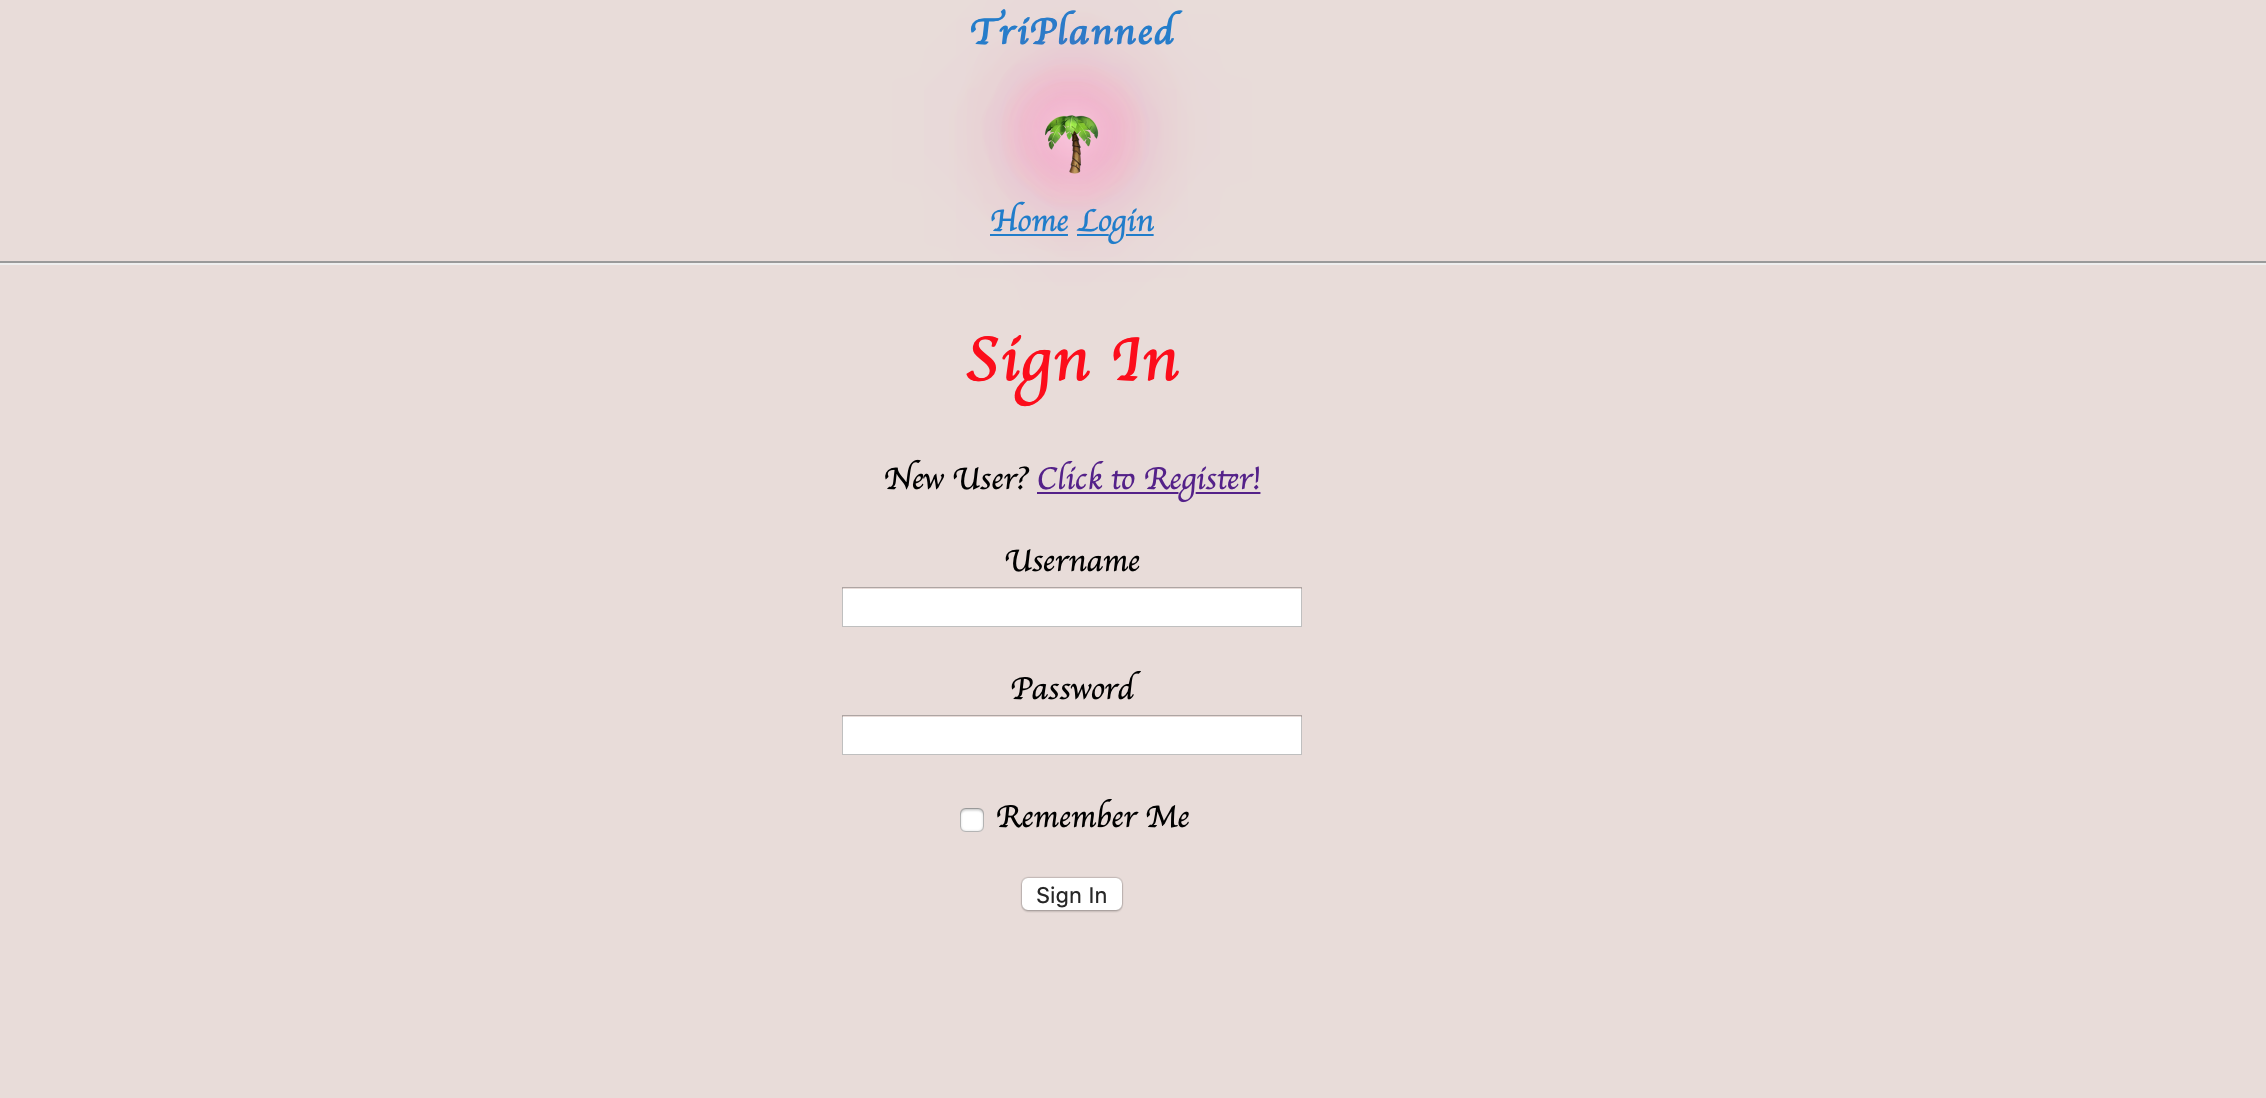 TriPlanned
Home Login
Sign In
New User? Click to Register!
Username
Password
Remember Me
Sign In